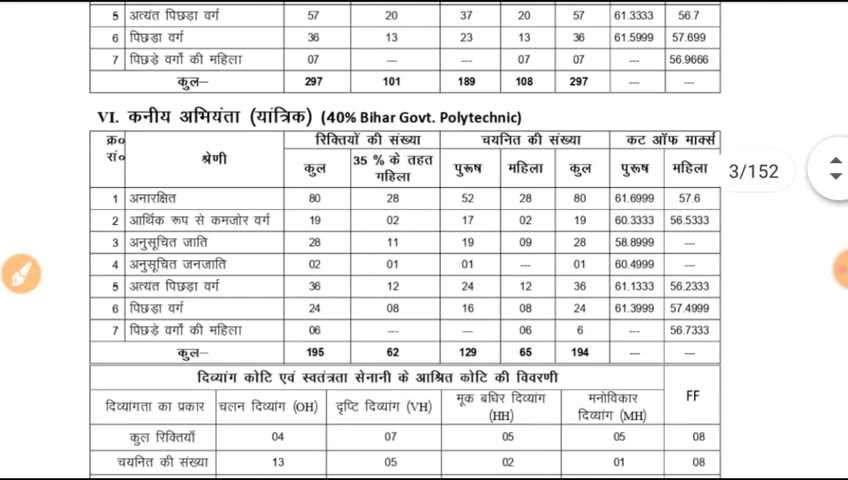 5 अत्यंत पिछड़ा वर्ग 57 20 37 20 57 61.3333 56.7
6 पिछड़ा वर्ग 36 13 23 13 36 61.5999 57.699
7 पिछड़े वर्गो की महिला 07 --- --- 07 07 --- 56.9666
कुल– 297 101 189 108 297 --- ---
VI. कनीय अभियंता (यांत्रिक) (40% Bihar Govt. Polytechnic)
क्र० सं० श्रेणी रिक्तियों की संख्या चयनित की संख्या कट ऑफ मार्क्स
कुल 35 % के तहत महिला पुरूष महिला कुल पुरूष महिला
3/152
1 अनारक्षित 80 28 52 28 80 61.6999 57.6
2 आर्थिक रूप से कमजोर वर्ग 19 02 17 02 19 60.3333 56.5333
3 अनुसूचित जाति 28 11 19 09 28 58.8999 ---
4 अनुसूचित जनजाति 02 01 01 --- 01 60.4999 ---
5 अत्यंत पिछड़ा वर्ग 36 12 24 12 36 61.1333 56.2333
6 पिछड़ा वर्ग 24 08 16 08 24 61.3999 57.4999
7 पिछड़े वर्गो की महिला 06 --- --- 06 6 --- 56.7333
कुल– 195 62 129 65 194 --- ---
दिव्यांग कोटि एवं स्वतंत्रता सेनानी के आश्रित कोटि की विवरणी FF
दिव्यांगता का प्रकार चलन दिव्यांग (OH) दृष्टि दिव्यांग (VH) मूक बधिर दिव्यांग (HH) मनोविकार दिव्यांग (MH)
कुल रिक्तियाँ 04 07 05 05 08
चयनित की संख्या 13 05 02 01 08